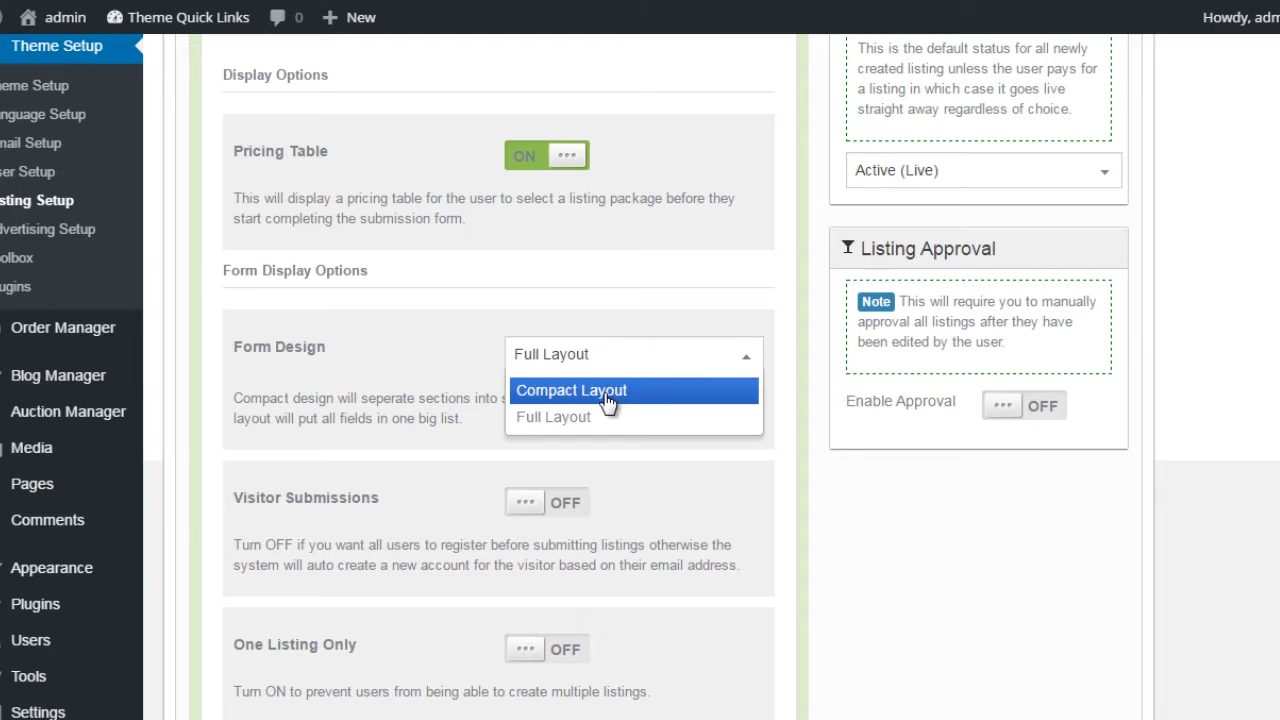 admin
Theme Quick Links
0
New
Howdy,
Theme Setup
Setup
Setup
Setup
Setup
Setup
Setup
Order Manager
Blog Manager
Auction Manager
Media
Pages
Comments
Appearance
Plugins
Users
Tools
Settings
Display Options
Pricing Table
ON
This will display a pricing table for the user to select a listing package before they
start completing the submission form.
Form Display Options
Form Design
Full Layout
Compact Layout
Full Layout
Compact design will seperate sections into
layout will put all fields in one big list.
Visitor Submissions
OFF
Turn OFF if you want all users to register before submitting listings otherwise the
system will auto create a new account for the visitor based on their email address.
One Listing Only
OFF
Turn ON to prevent users from being able to create multiple listings.
This is the default status for all newly
created listing unless the user pays for
a listing in which case it goes live
straight away regardless of choice.
Active (Live)
Listing Approval
Note This will require you to manually
approval all listings after they have
been edited by the user.
Enable Approval
OFF